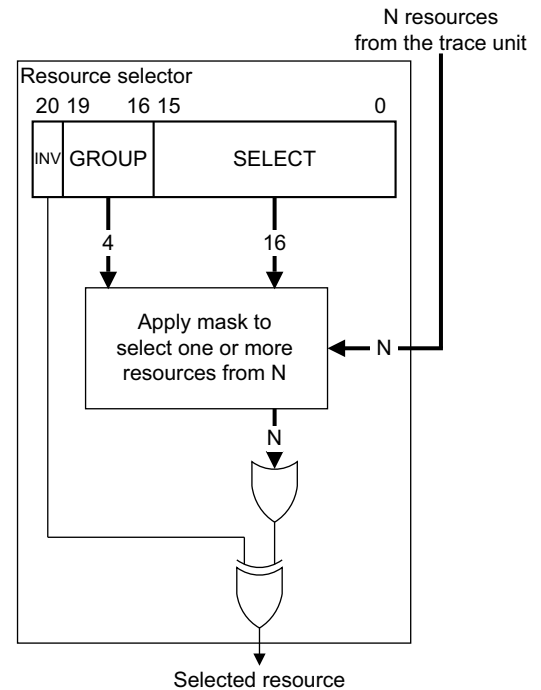 N resources
from the trace unit
Resource selector
20 19 16 15 0
INV GROUP SELECT
4 16
Apply mask to
select one or more
resources from N
N
N
Selected resource